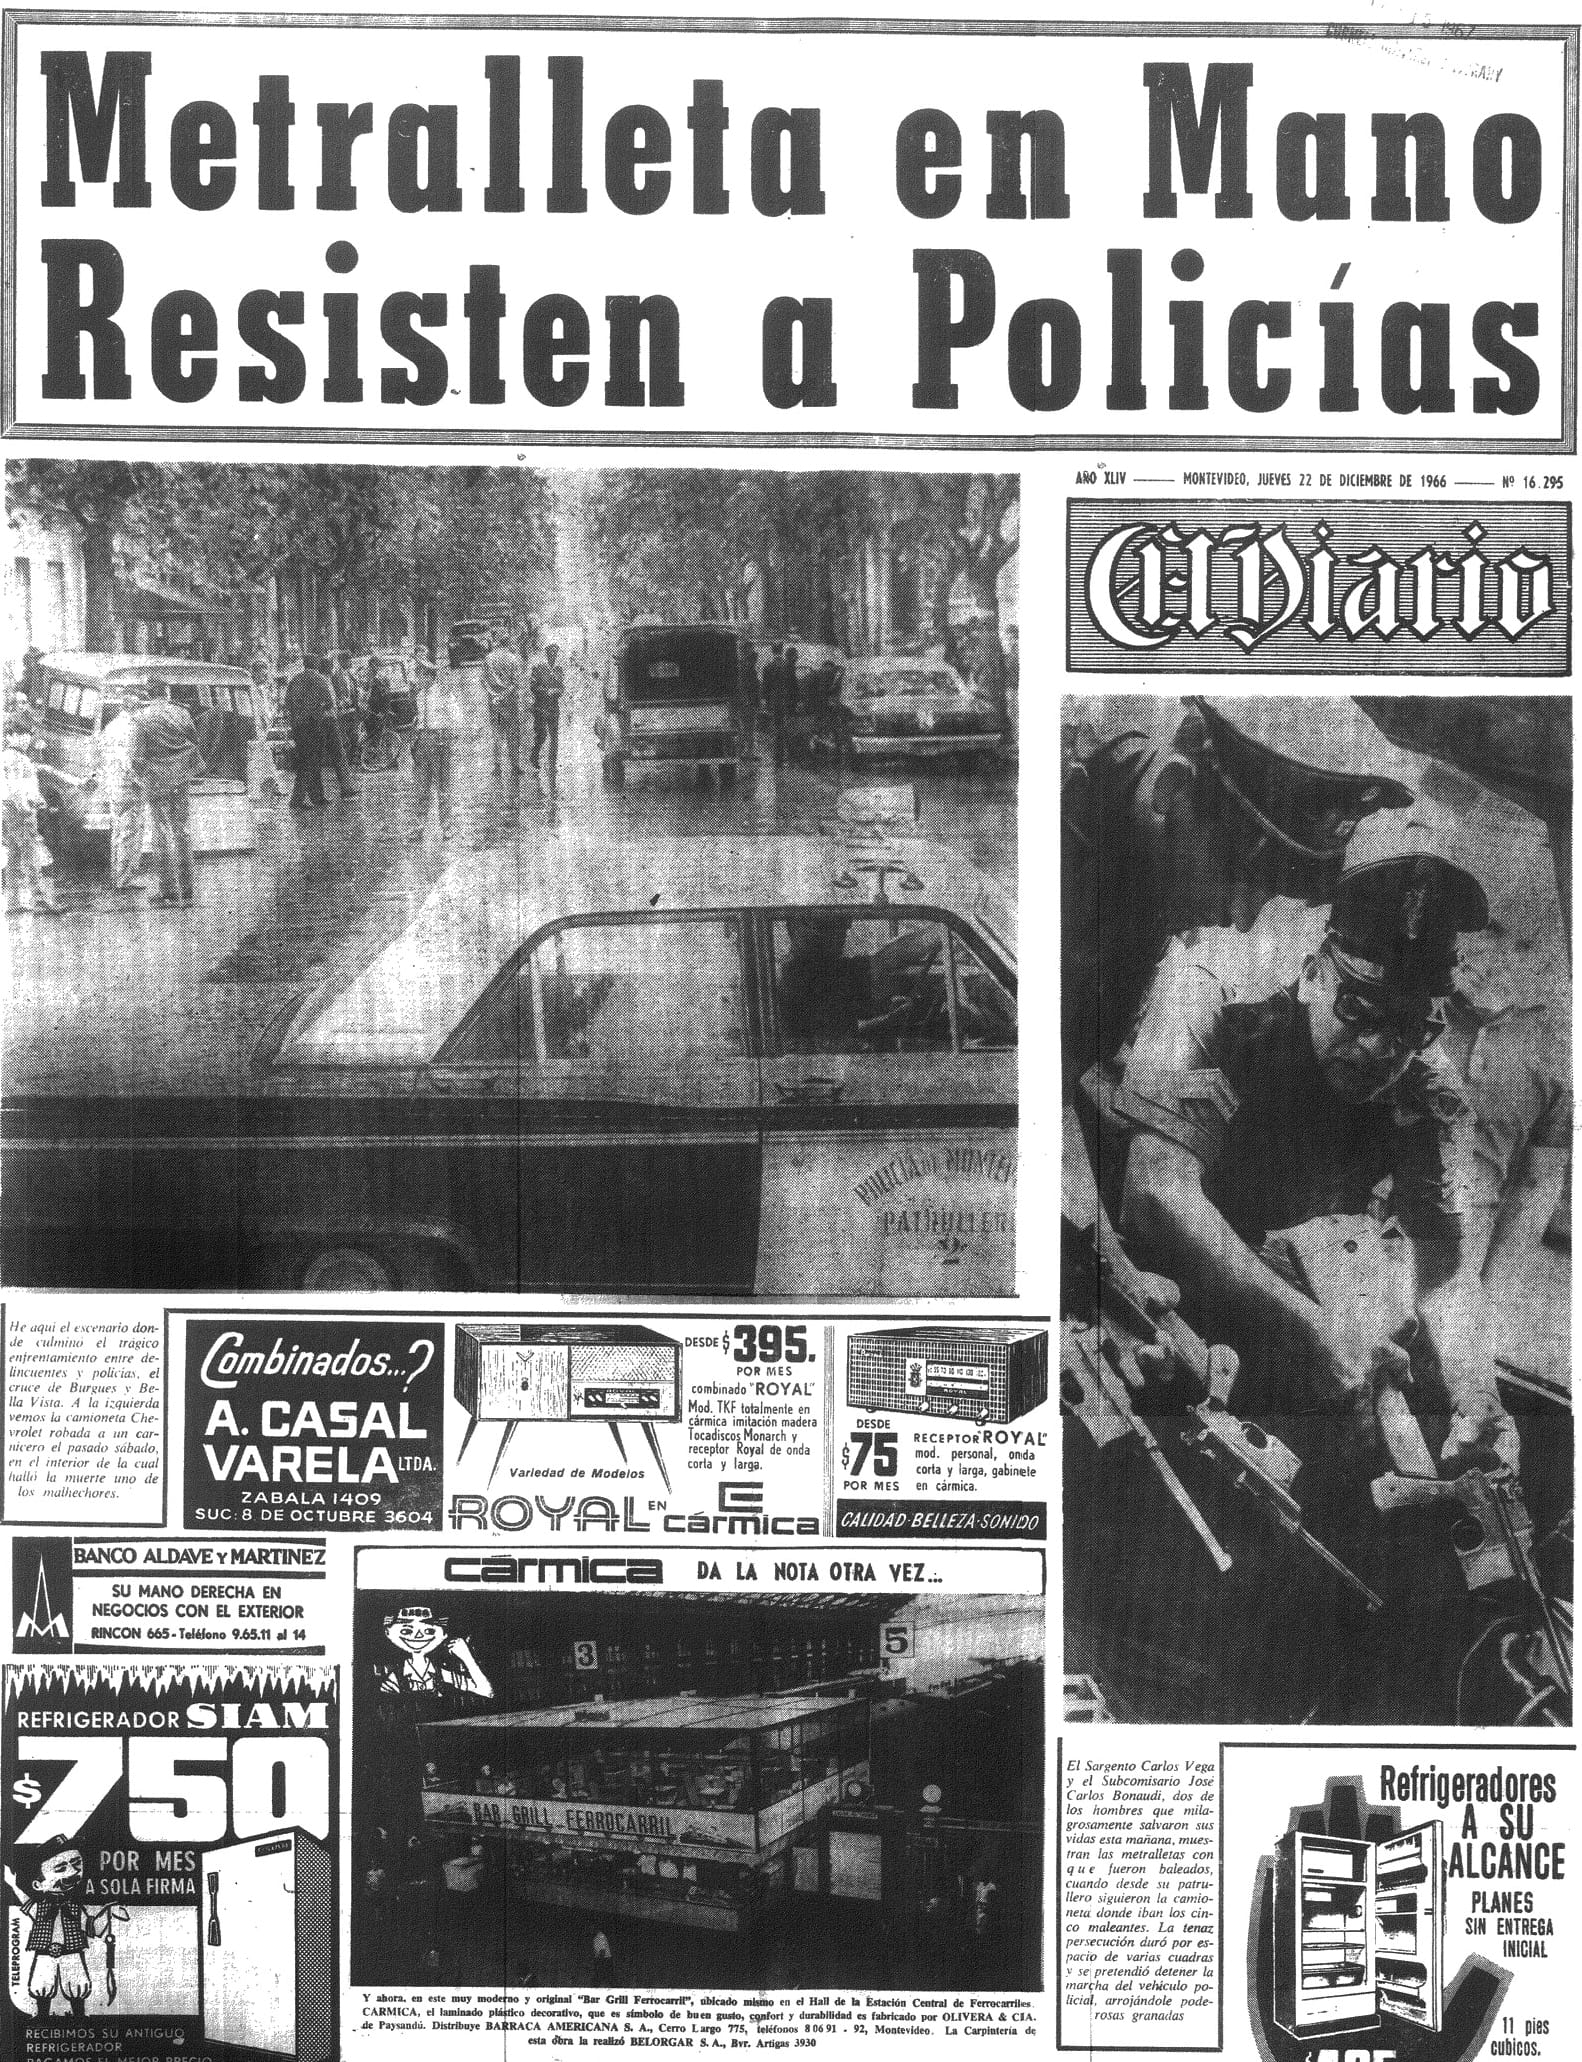 Metralleta en Mano
Resisten a Policías
AÑO XLIV — MONTEVIDEO, JUEVES 22 DE DICIEMBRE DE 1966 — Nº 16.295
El Diario
POLICIA DE MONTE
PATRULLER
2
He aquí el escenario don-
de culminó el trágico
enfrentamiento entre de-
lincuentes y policías, el
cruce de Burgues y Be-
lla Vista. A la izquierda
vemos la camioneta Che-
vrolet robada a un car-
nicero el pasado sábado,
en el interior de la cual
halló la muerte uno de
los malhechores.
Combinados...?
A. CASAL
VARELA LTDA.
ZABALA 1409
SUC: 8 DE OCTUBRE 3604
DESDE $395.
POR MES
combinado "ROYAL"
Mod. TKF totalmente en
cármica imitación madera
Tocadiscos Monarch y
receptor Royal de onda
corta y larga.
Variedad de Modelos
ROYAL EN cármica
DESDE
$75
POR MES
RECEPTOR "ROYAL"
mod. personal, onda
corta y larga, gabinete
en cármica.
CALIDAD-BELLEZA-SONIDO
BANCO ALDAVE Y MARTINEZ
SU MANO DERECHA EN
NEGOCIOS CON EL EXTERIOR
RINCON 665 - Teléfono 9.65.11 al 14
REFRIGERADOR SIAM
$750
POR MES
A SOLA FIRMA
TELEPROGRAM
RECIBIMOS SU ANTIGUO
REFRIGERADOR
PAGAMOS EL MEJOR PRECIO
cármica DA LA NOTA OTRA VEZ...
3
5
BAR GRILL FERROCARRIL
Y ahora, en este muy moderno y original "Bar Grill Ferrocarril", ubicado mismo en el Hall de la Estación Central de Ferrocarriles.
CARMICA, el laminado plástico decorativo, que es símbolo de buen gusto, confort y durabilidad es fabricado por OLIVERA & CIA.
de Paysandú. Distribuye BARRACA AMERICANA S. A., Cerro Largo 775, teléfonos 8 06 91 - 92, Montevideo. La Carpintería de
esta obra la realizó BELORGAR S. A., Bvr. Artigas 3930
El Sargento Carlos Vega
y el Subcomisario José
Carlos Bonaudi, dos de
los hombres que mila-
grosamente salvaron sus
vidas esta mañana, mues-
tran las metralletas con
que fueron baleados,
cuando desde su patru-
llero siguieron la camio-
neta donde iban los cin-
co maleantes. La tenaz
persecución duró por es-
pacio de varias cuadras
y se pretendió detener la
marcha del vehículo po-
licial, arrojándole pode-
rosas granadas
Refrigeradores
A SU
ALCANCE
PLANES
SIN ENTREGA
INICIAL
11 pies
cubicos.